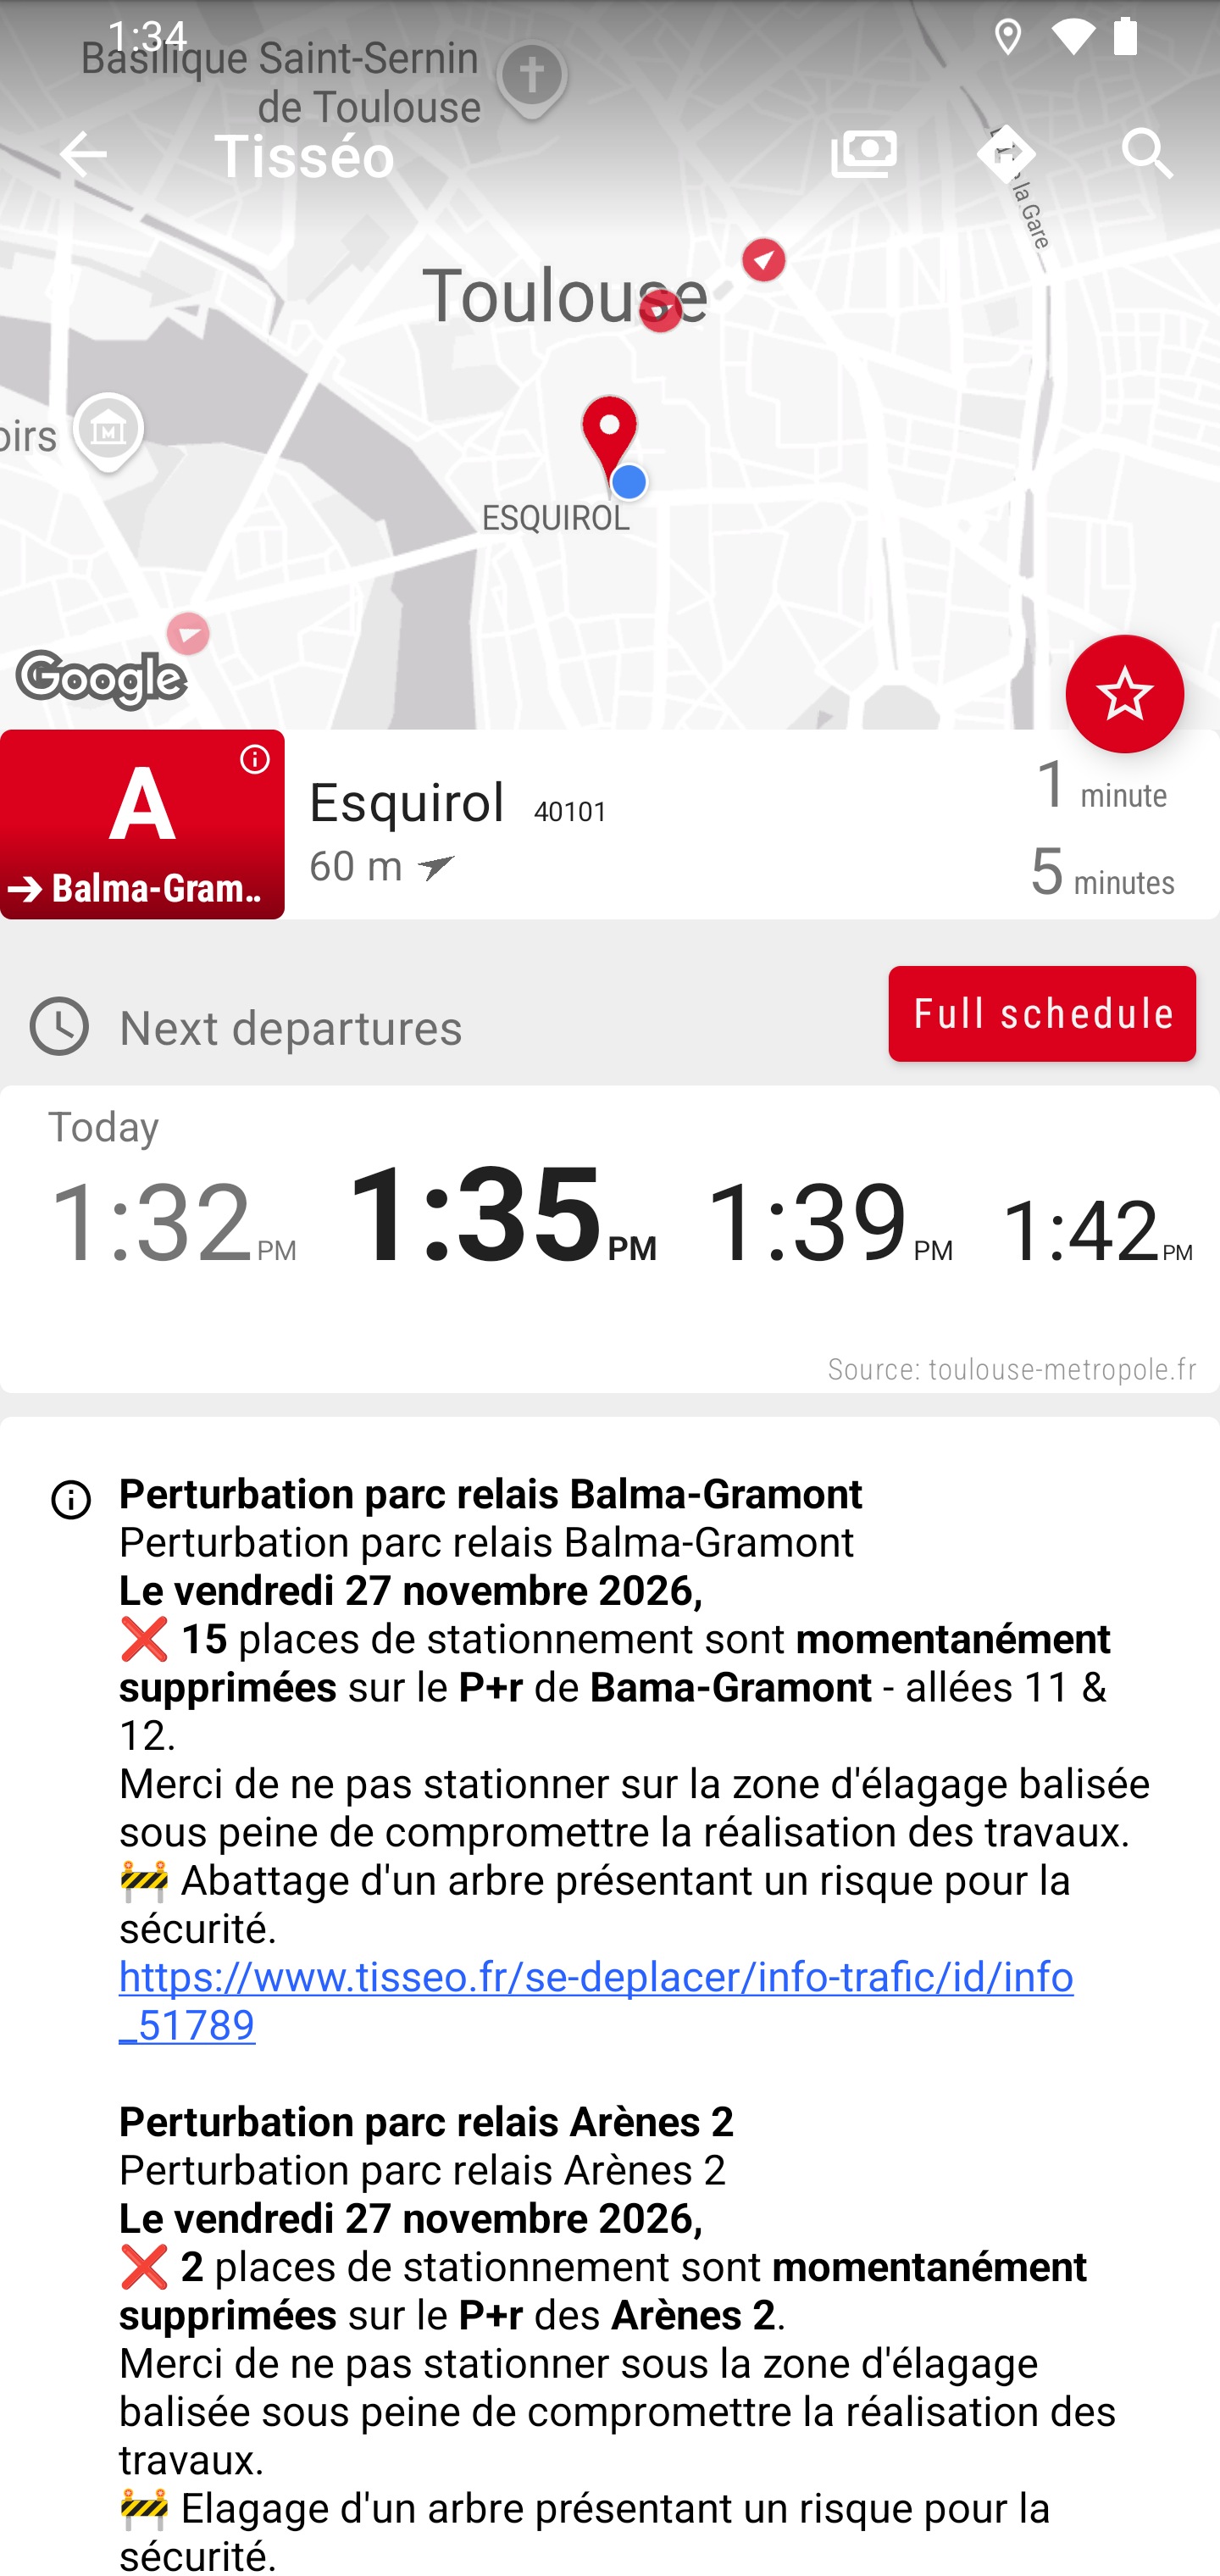 1:34
Basilique Saint-Sernin
de Toulouse
Tisséo
la Gare
Toulouse
oirs
M
ESQUIROL
Google
A
→ Balma-Gram..
Esquirol 40101
60 m
1 minute
5 minutes
Next departures
Full schedule
Today
1:32 PM 1:35 PM 1:39 PM 1:42 PM
Source: toulouse-metropole.fr
Perturbation parc relais Balma-Gramont
Perturbation parc relais Balma-Gramont
Le vendredi 27 novembre 2026,
❌ 15 places de stationnement sont momentanément
supprimées sur le P+r de Bama-Gramont - allées 11 &
12.
Merci de ne pas stationner sur la zone d'élagage balisée
sous peine de compromettre la réalisation des travaux.
🚧 Abattage d'un arbre présentant un risque pour la
sécurité.
https://www.tisseo.fr/se-deplacer/info-trafic/id/info
_51789
Perturbation parc relais Arènes 2
Perturbation parc relais Arènes 2
Le vendredi 27 novembre 2026,
❌ 2 places de stationnement sont momentanément
supprimées sur le P+r des Arènes 2.
Merci de ne pas stationner sous la zone d'élagage
balisée sous peine de compromettre la réalisation des
travaux.
🚧 Elagage d'un arbre présentant un risque pour la
sécurité.